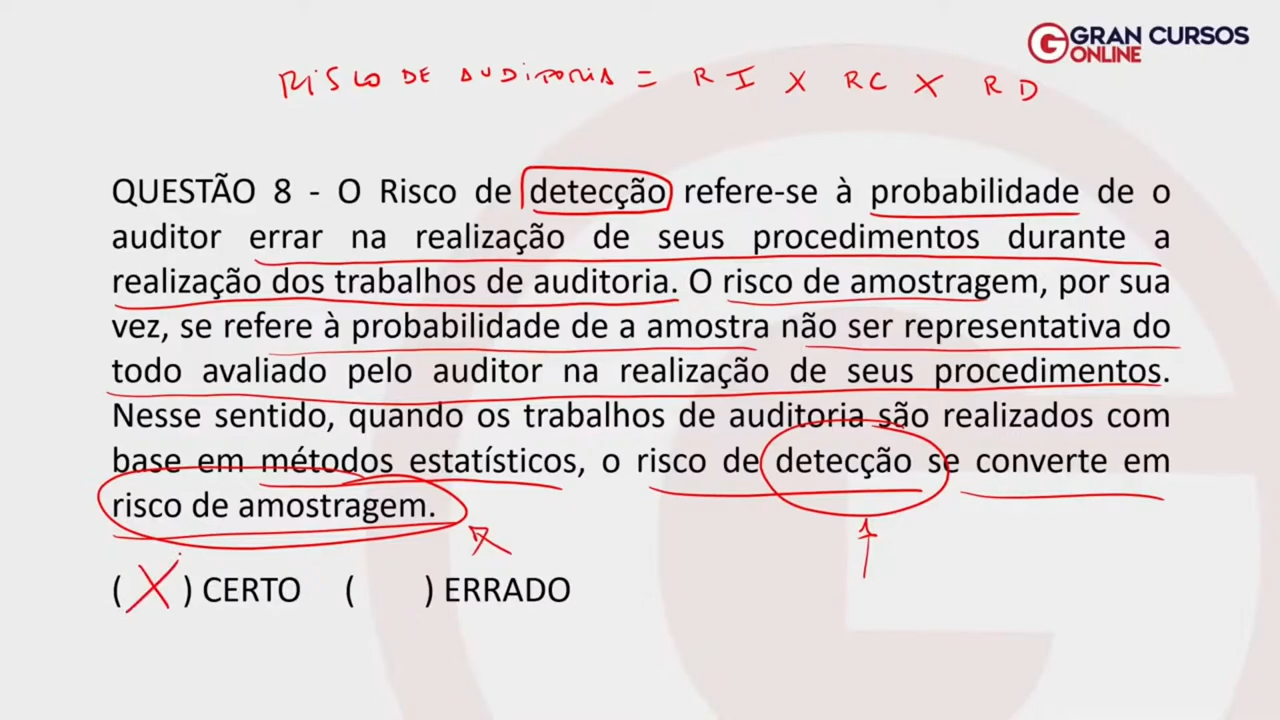 GRAN CURSOS
ONLINE
RISCO DE AUDITORIA = RI X RC X RD
QUESTÃO 8 - O Risco de detecção refere-se à probabilidade de o
auditor errar na realização de seus procedimentos durante a
realização dos trabalhos de auditoria. O risco de amostragem, por sua
vez, se refere à probabilidade de a amostra não ser representativa do
todo avaliado pelo auditor na realização de seus procedimentos.
Nesse sentido, quando os trabalhos de auditoria são realizados com
base em métodos estatísticos, o risco de detecção se converte em
risco de amostragem.
(X) CERTO ( ) ERRADO